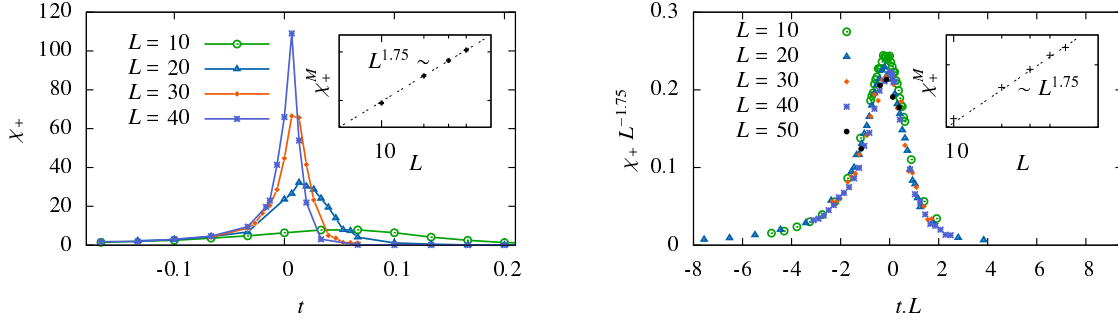 120
100
80
60
40
20
0
χ₊
L = 10
L = 20
L = 30
L = 40
L^1.75 ~
χ₊^M
10
L
-0.1
0
0.1
0.2
t
0.3
0.2
0.1
0
χ₊ L^-1.75
L = 10
L = 20
L = 30
L = 40
L = 50
χ₊^M
~ L^1.75
10
L
-8
-6
-4
-2
0
2
4
6
8
t.L